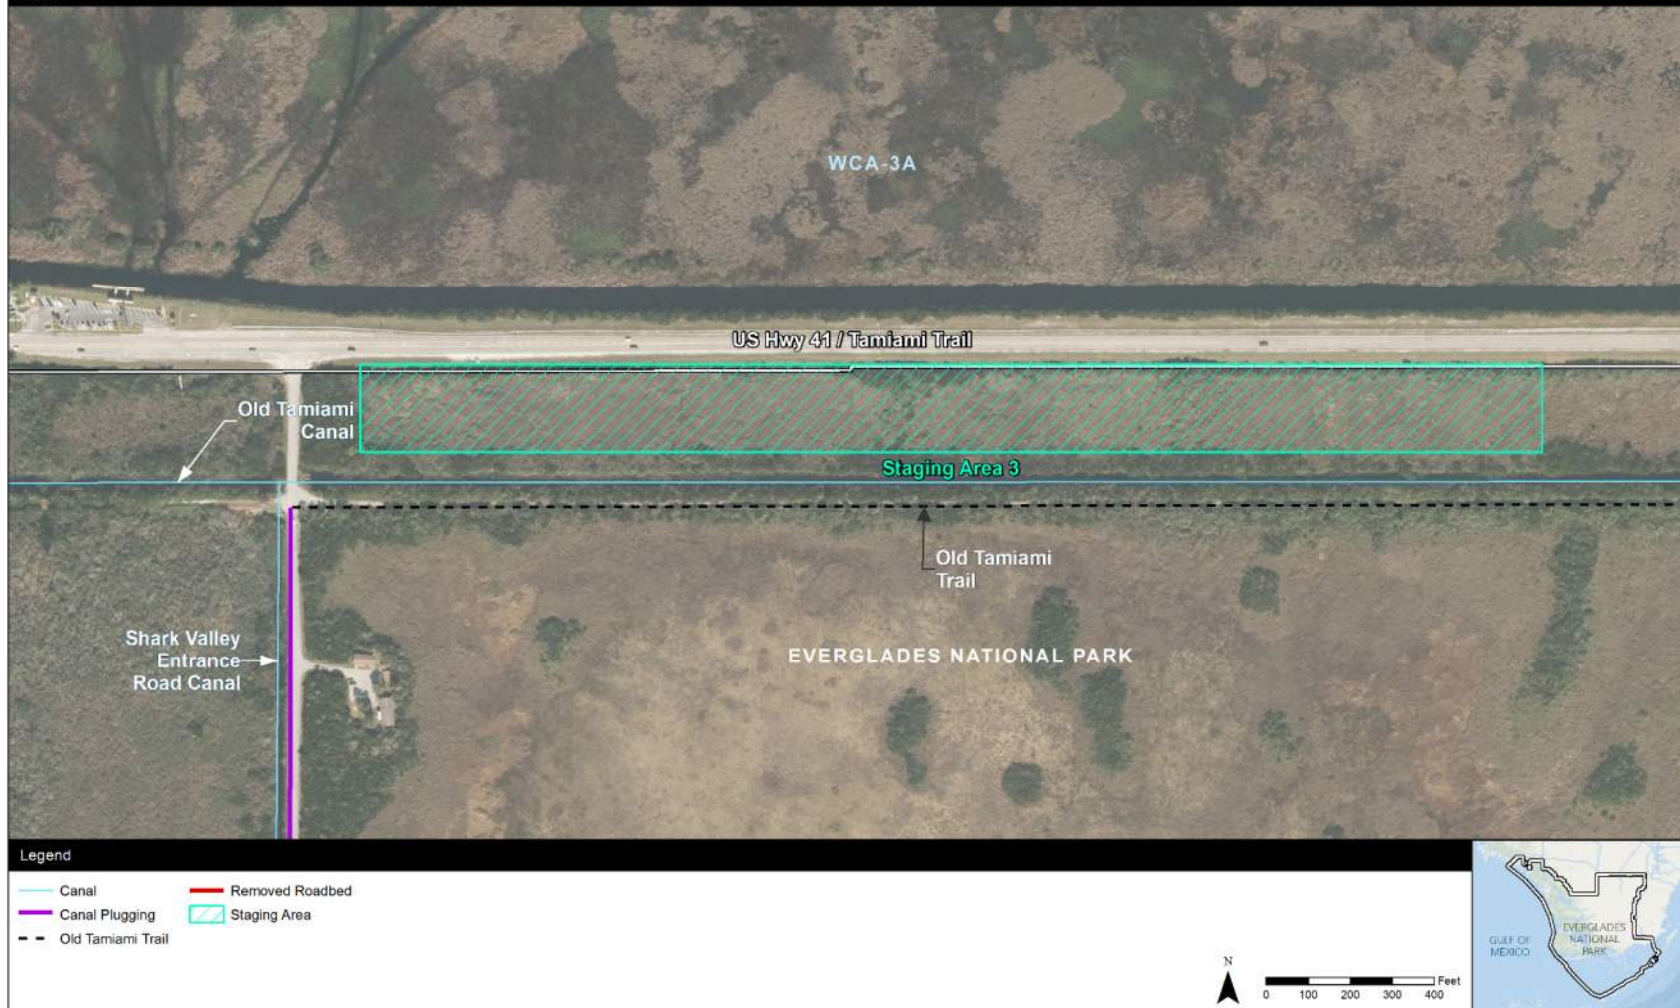 WCA-3A
US Hwy 41 / Tamiami Trail
Old Tamiami
Canal
Staging Area 3
Old Tamiami
Trail
Shark Valley
Entrance
Road Canal
EVERGLADES NATIONAL PARK
Legend
Canal
Canal Plugging
Old Tamiami Trail
Removed Roadbed
Staging Area
N
Feet
0 100 200 300 400
GULF OF
MEXICO
EVERGLADES
NATIONAL
PARK